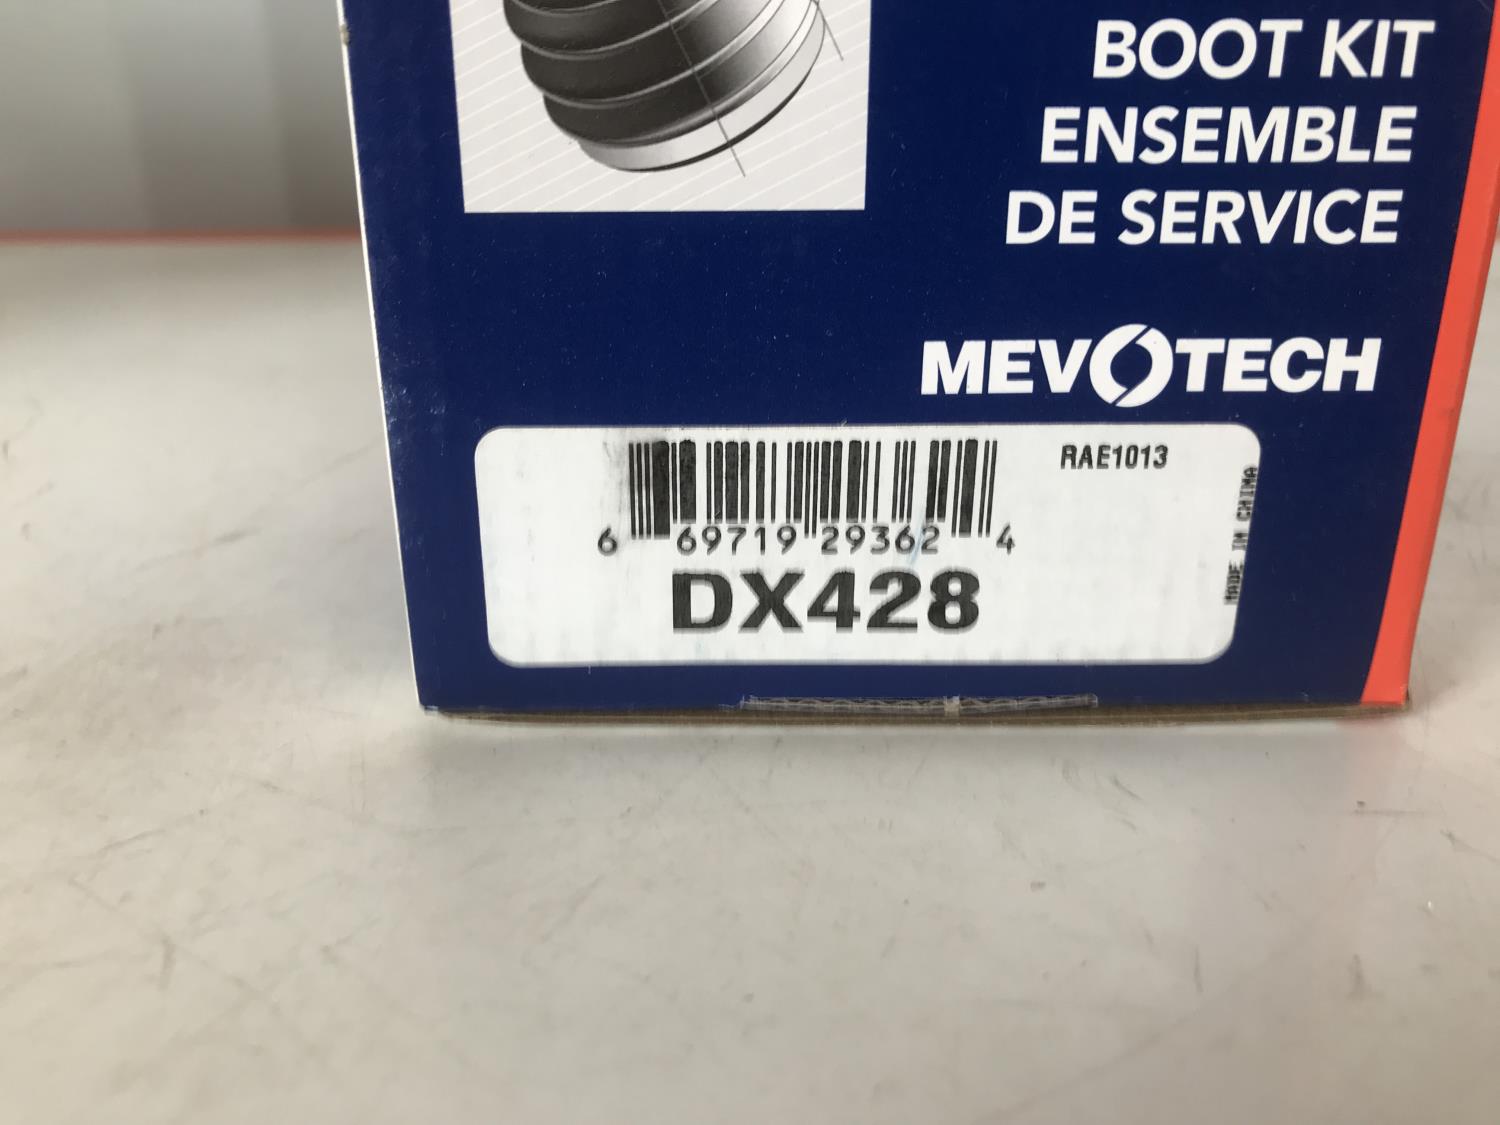 BOOT KIT
ENSEMBLE
DE SERVICE
MEVOTECH
RAE1013
6 69719 29362 4
DX428
MADE IN CHINA